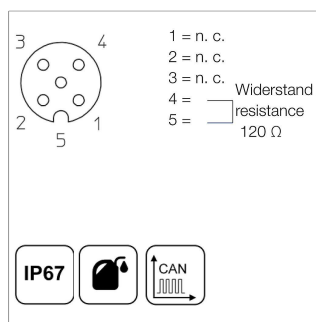 3 4
2 1
5
1 = n. c.
2 = n. c.
3 = n. c.
4 =
5 =
Widerstand
resistance
120 Ω
IP67
CAN